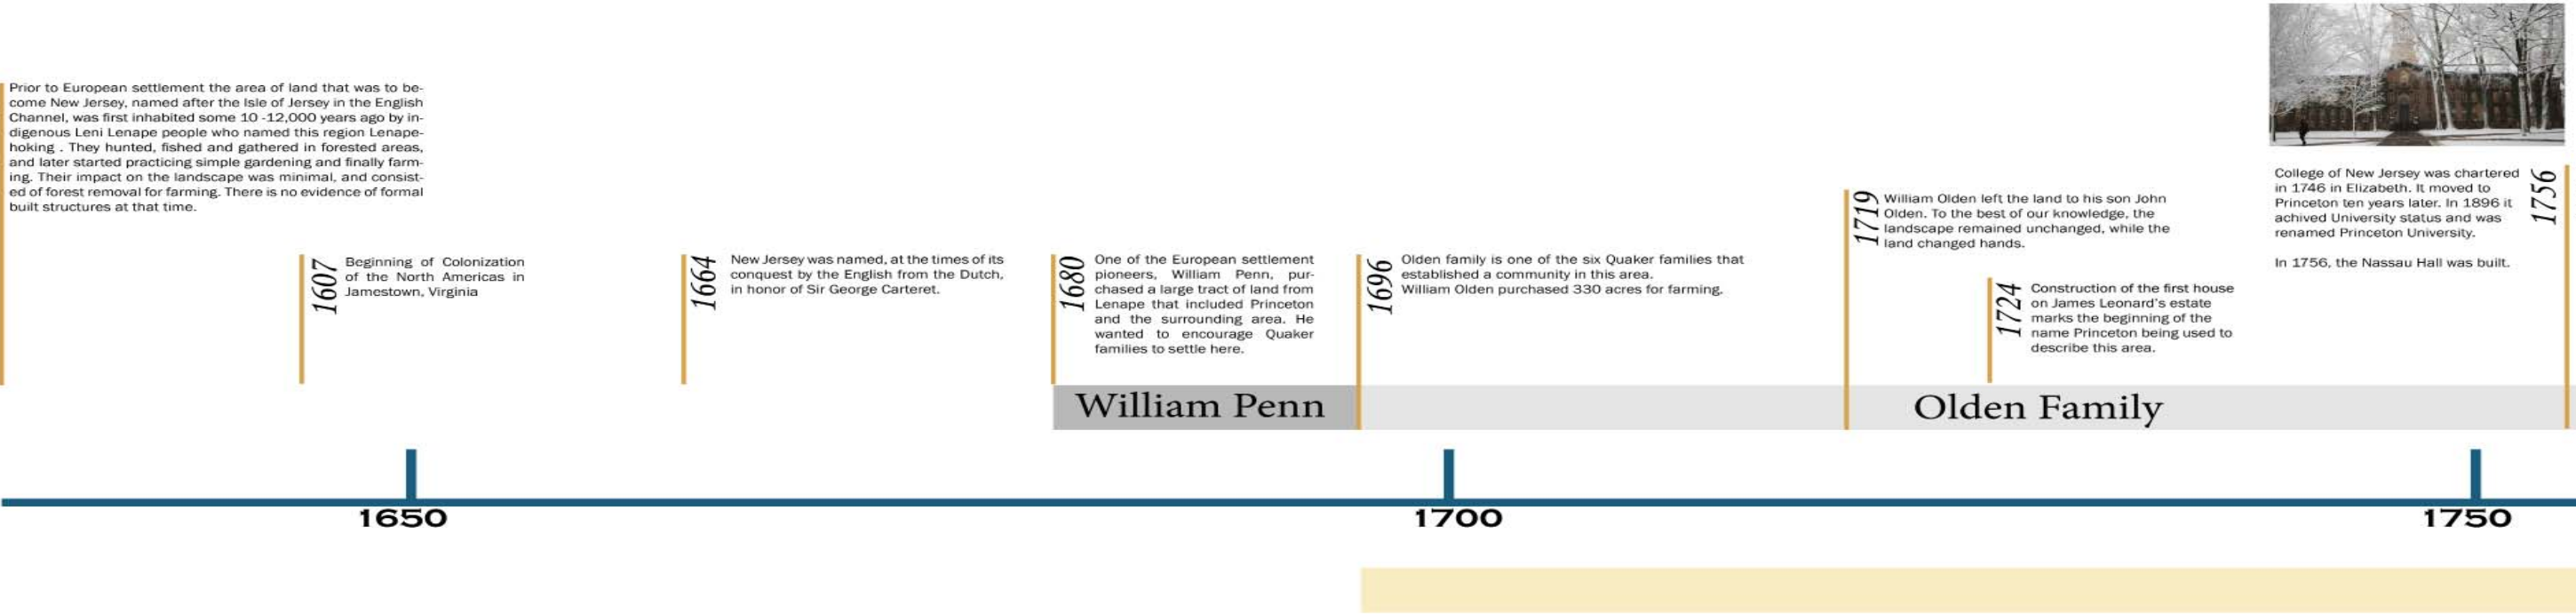 Prior to European settlement the area of land that was to be-
come New Jersey, named after the Isle of Jersey in the English
Channel, was first inhabited some 10 -12,000 years ago by in-
digenous Leni Lenape people who named this region Lenape-
hoking . They hunted, fished and gathered in forested areas,
and later started practicing simple gardening and finally farm-
ing. Their impact on the landscape was minimal, and consist-
ed of forest removal for farming. There is no evidence of formal
built structures at that time.
1607
Beginning of Colonization
of the North Americas in
Jamestown, Virginia
1664
New Jersey was named, at the times of its
conquest by the English from the Dutch,
in honor of Sir George Carteret.
1680
One of the European settlement
pioneers, William Penn, pur-
chased a large tract of land from
Lenape that included Princeton
and the surrounding area. He
wanted to encourage Quaker
families to settle here.
1696
Olden family is one of the six Quaker families that
established a community in this area.
William Olden purchased 330 acres for farming.
1719
William Olden left the land to his son John
Olden. To the best of our knowledge, the
landscape remained unchanged, while the
land changed hands.
1724
Construction of the first house
on James Leonard's estate
marks the beginning of the
name Princeton being used to
describe this area.
College of New Jersey was chartered
in 1746 in Elizabeth. It moved to
Princeton ten years later. In 1896 it
achived University status and was
renamed Princeton University.
In 1756, the Nassau Hall was built.
1756
William Penn
Olden Family
1650
1700
1750